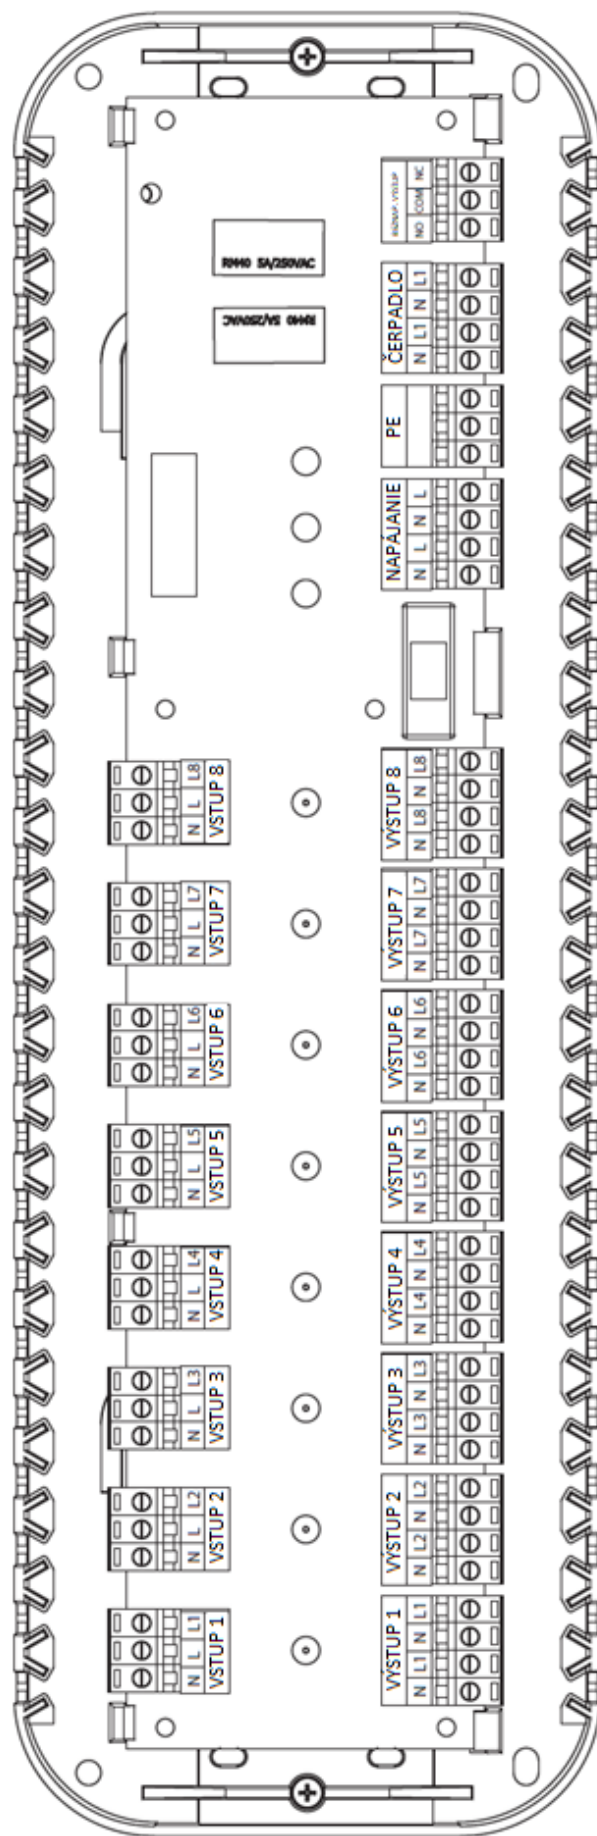 N L L1
VSTUP 1
N L L2
VSTUP 2
N L L3
VSTUP 3
N L L4
VSTUP 4
N L L5
VSTUP 5
N L L6
VSTUP 6
N L L7
VSTUP 7
N L L8
VSTUP 8
RM40 5A/250VAC
RM40 5A/250VAC
VÝSTUP 1
N L1 N L1
VÝSTUP 2
N L2 N L2
VÝSTUP 3
N L3 N L3
VÝSTUP 4
N L4 N L4
VÝSTUP 5
N L5 N L5
VÝSTUP 6
N L6 N L6
VÝSTUP 7
N L7 N L7
VÝSTUP 8
N L8 N L8
NAPÁJANIE
N L N L
PE
ČERPADLO
N L1 N L1
NO COM NC